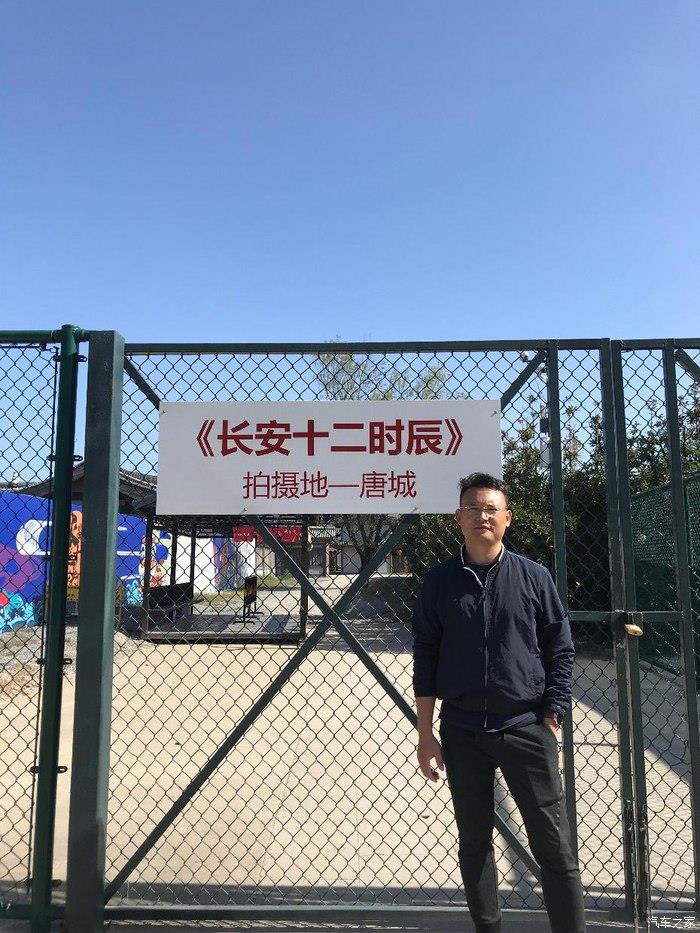 《长安十二时辰》
拍摄地—唐城
汽车之家